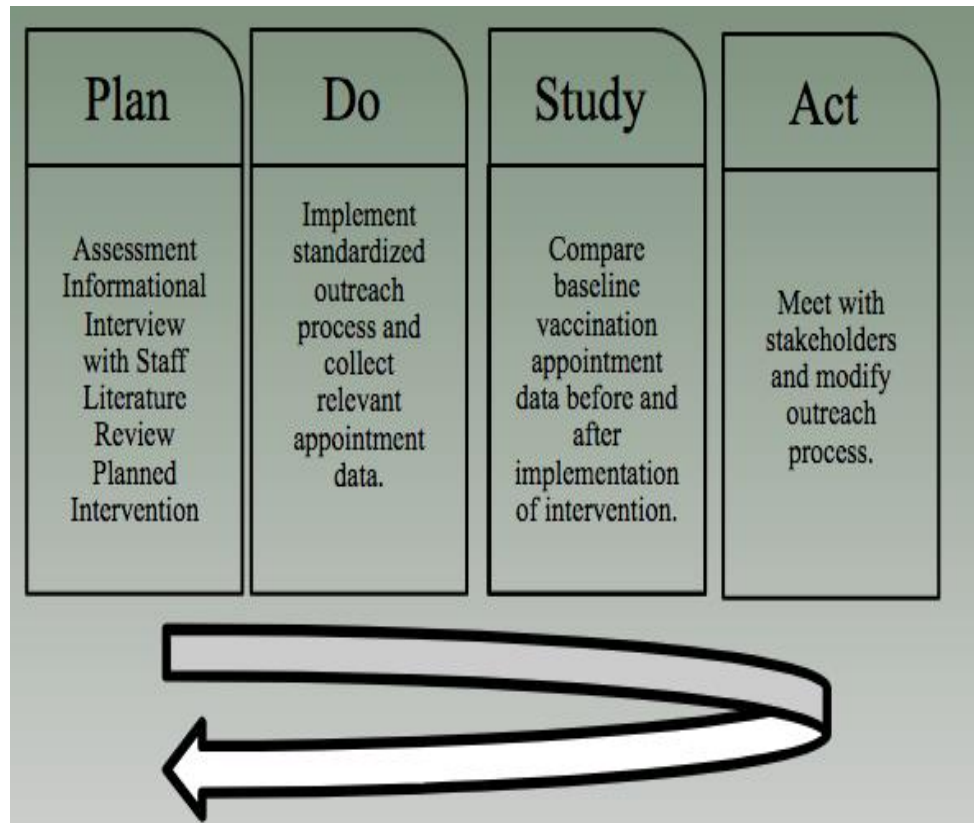 Plan
Assessment
Informational
Interview
with Staff
Literature
Review
Planned
Intervention
Do
Implement
standardized
outreach
process and
collect
relevant
appointment
data.
Study
Compare
baseline
vaccination
appointment
data before and
after
implementation
of intervention.
Act
Meet with
stakeholders
and modify
outreach
process.